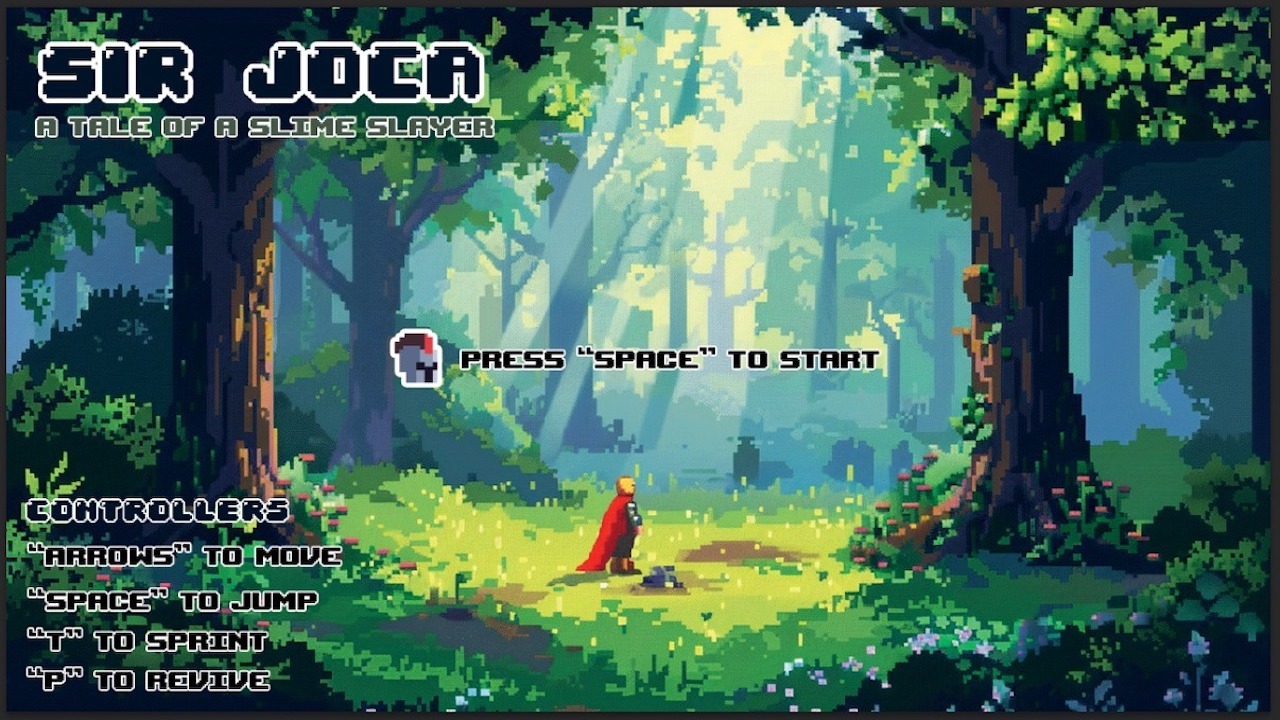 SIR JOCA
A TALE OF A SLIME SLAYER
PRESS “SPACE” TO START
CONTROLLERS
“ARROWS” TO MOVE
“SPACE” TO JUMP
“T” TO SPRINT
“P” TO REVIVE